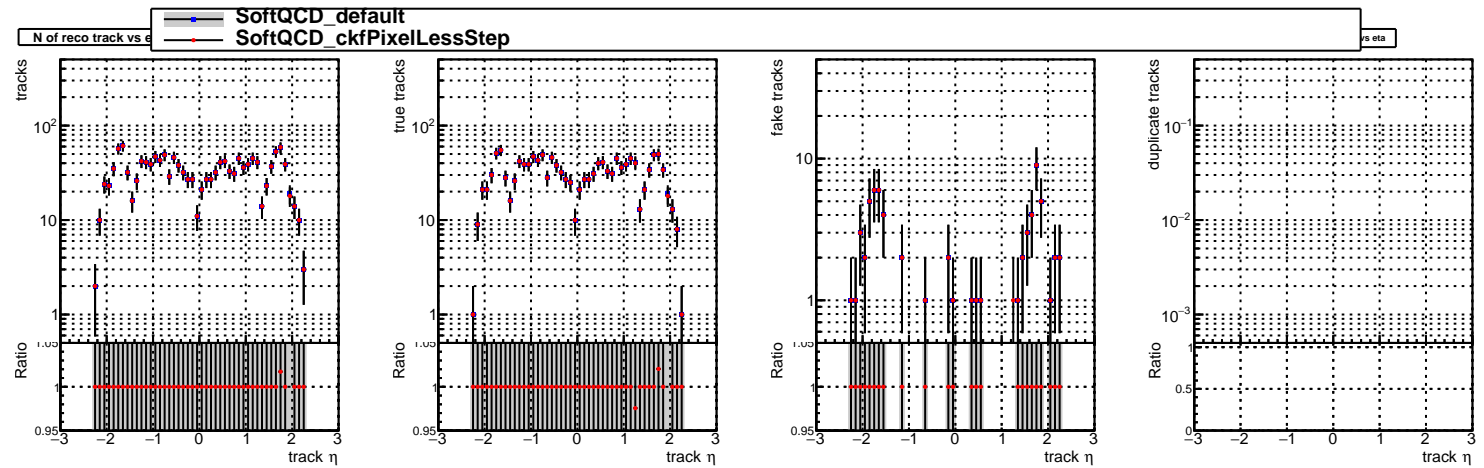 SoftQCD_default
SoftQCD_ckfPixelLessStep
N of reco track vs e
vs eta
tracks
10²
10
1
Ratio
1.05
1
0.95
−3 −2 −1 0 1 2 3
track η
true tracks
10²
10
1
Ratio
1.05
1
0.95
−3 −2 −1 0 1 2 3
track η
fake tracks
10
1
Ratio
1.05
1
0.95
−3 −2 −1 0 1 2 3
track η
duplicate tracks
10⁻¹
10⁻²
10⁻³
Ratio
1
0.5
0
−3 −2 −1 0 1 2 3
track η